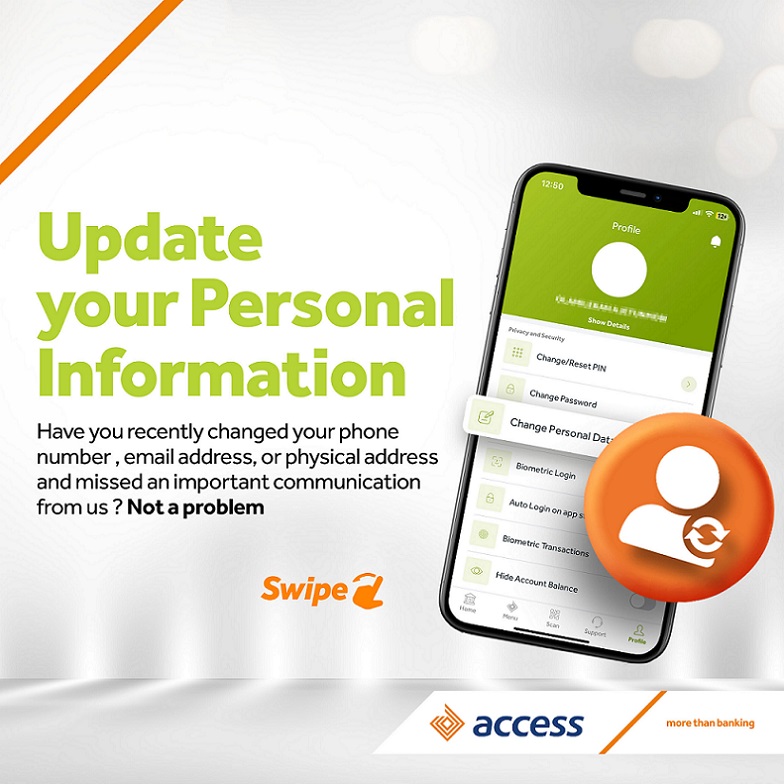 Update
your Personal
Information
Have you recently changed your phone
number , email address, or physical address
and missed an important communication
from us ? Not a problem
Swipe
12:50
Profile
Show Details
Privacy and Security
Change/Reset PIN
Change Password
Change Personal Data
Biometric Login
Auto Login on app
Biometric Transactions
Hide Account Balance
Home
Menu
Scan
Support
Profile
access
more than banking